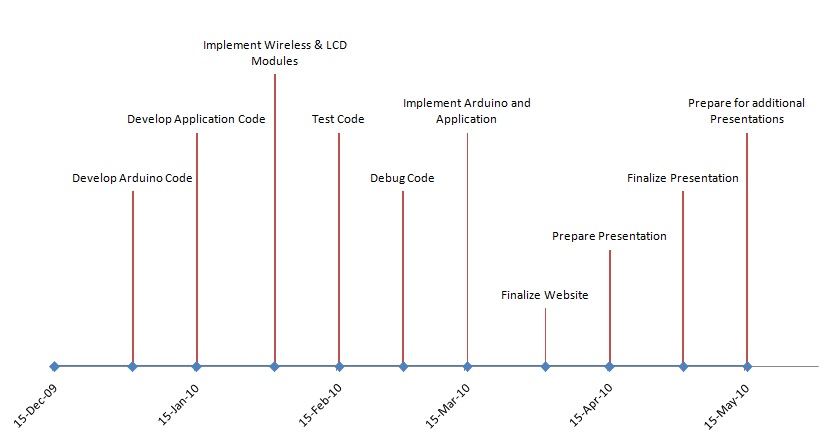 Implement Wireless & LCD
Modules
Implement Arduino and
Application
Prepare for additional
Presentations
Develop Application Code
Test Code
Develop Arduino Code
Debug Code
Finalize Presentation
Prepare Presentation
Finalize Website
15-Dec-09
15-Jan-10
15-Feb-10
15-Mar-10
15-Apr-10
15-May-10